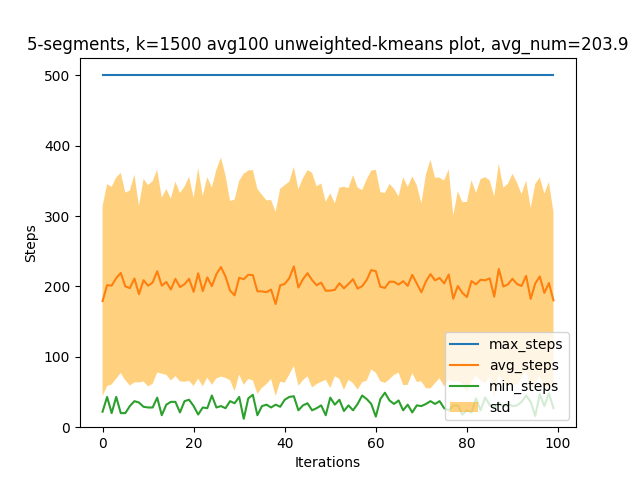 5-segments, k=1500 avg100 unweighted-kmeans plot, avg_num=203.9
500
400
300
200
100
0
Steps
max_steps
avg_steps
min_steps
std
0
20
40
60
80
100
Iterations